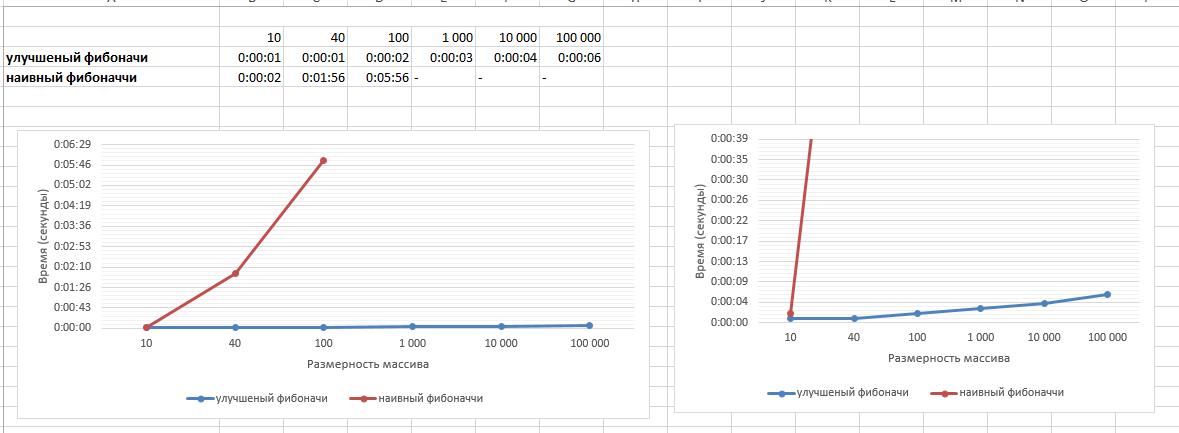 10 40 100 1 000 10 000 100 000
улучшеный фибоначи 0:00:01 0:00:01 0:00:02 0:00:03 0:00:04 0:00:06
наивный фибоначчи 0:00:02 0:01:56 0:05:56 - - -
0:06:29
0:05:46
0:05:02
0:04:19
0:03:36
0:02:53
0:02:10
0:01:26
0:00:43
0:00:00
Время (секунды)
10 40 100 1 000 10 000 100 000
Размерность массива
улучшеный фибоначи наивный фибоначчи
0:00:39
0:00:35
0:00:30
0:00:26
0:00:22
0:00:17
0:00:13
0:00:09
0:00:04
0:00:00
Время (секунды)
10 40 100 1 000 10 000 100 000
Размерность массива
улучшеный фибоначи наивный фибоначчи